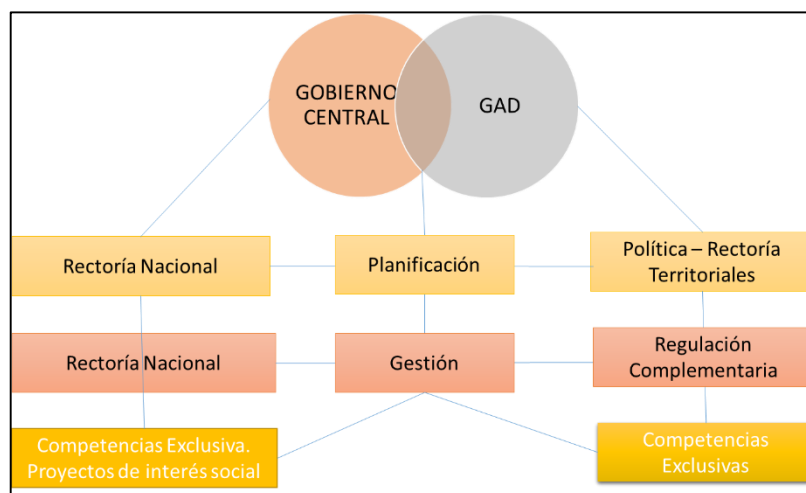 GOBIERNO
CENTRAL
GAD
Rectoría Nacional
Planificación
Política – Rectoría
Territoriales
Rectoría Nacional
Gestión
Regulación
Complementaria
Competencias Exclusiva.
Proyectos de interés social
Competencias
Exclusivas